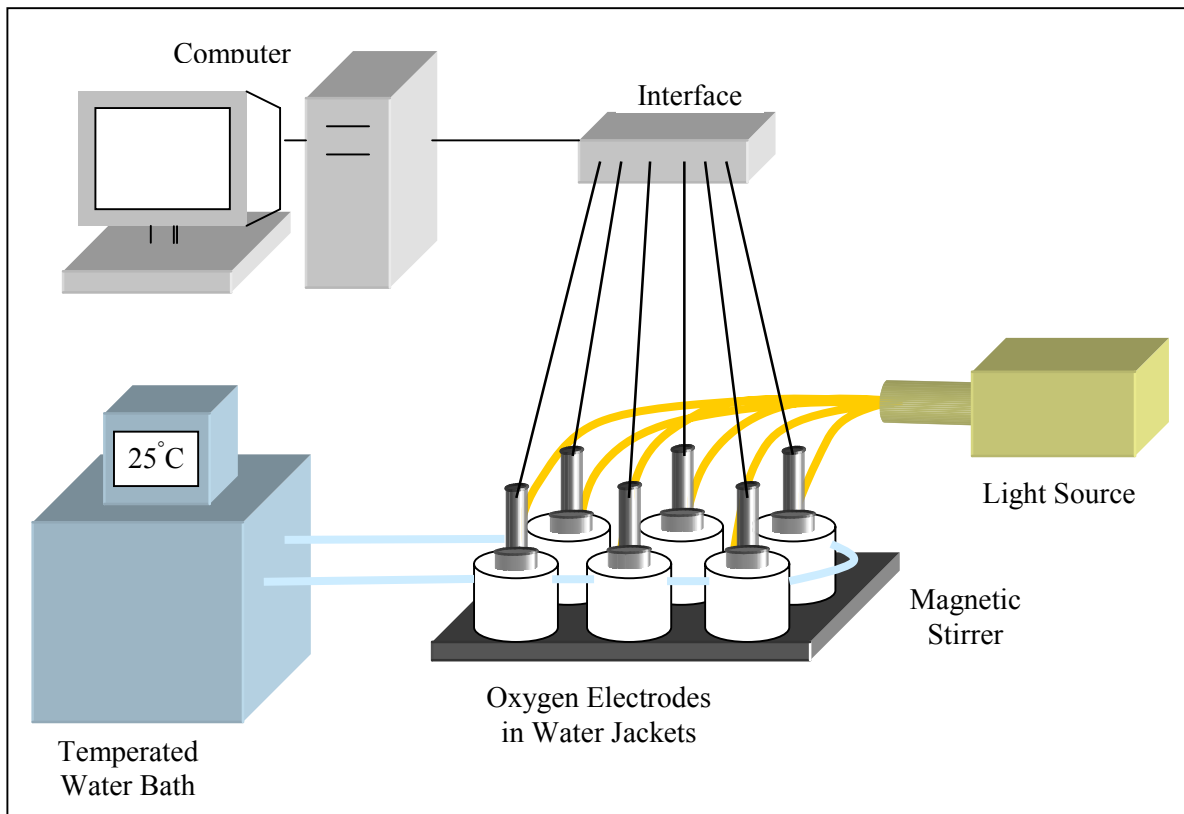 Computer
Interface
25°C
Light Source
Magnetic
Stirrer
Oxygen Electrodes
in Water Jackets
Temperated
Water Bath